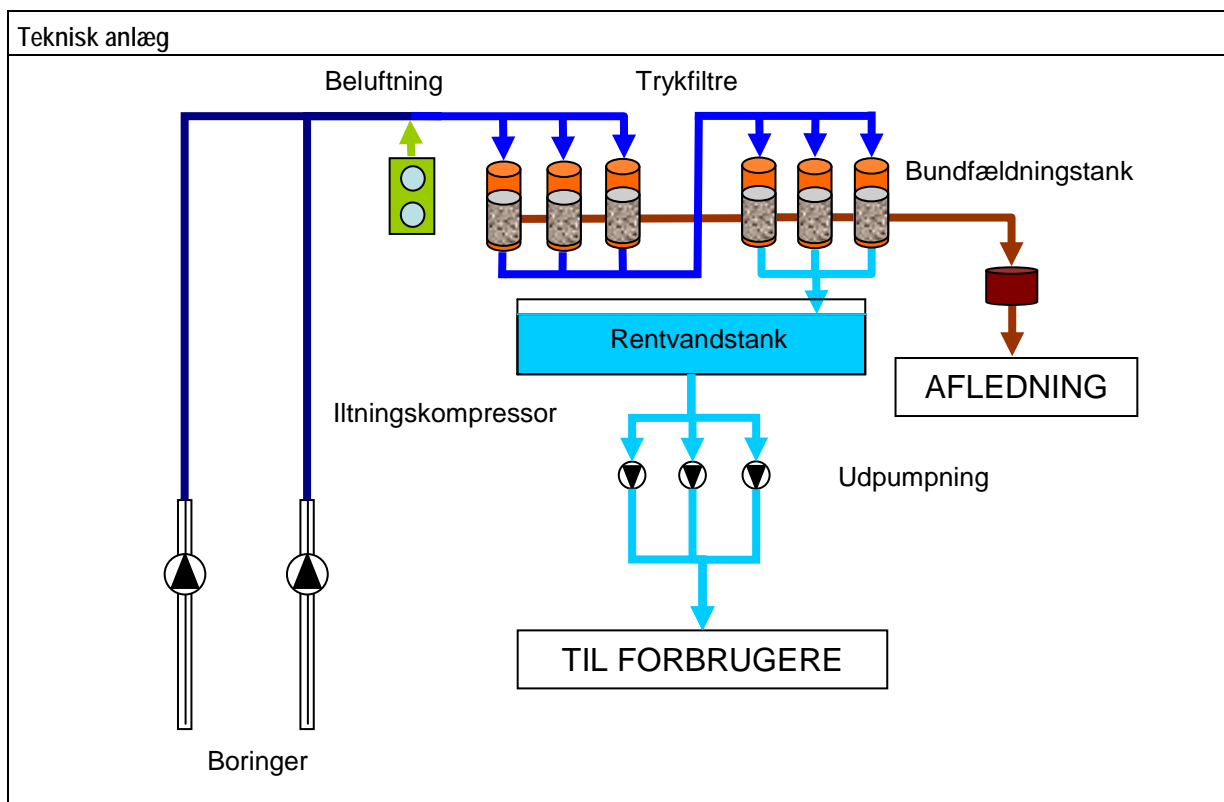 Teknisk anlæg
Beluftning
Trykfiltre
Bundfældningstank
Rentvandstank
AFLEDNING
Iltningskompressor
Udpumpning
TIL FORBRUGERE
Boringer